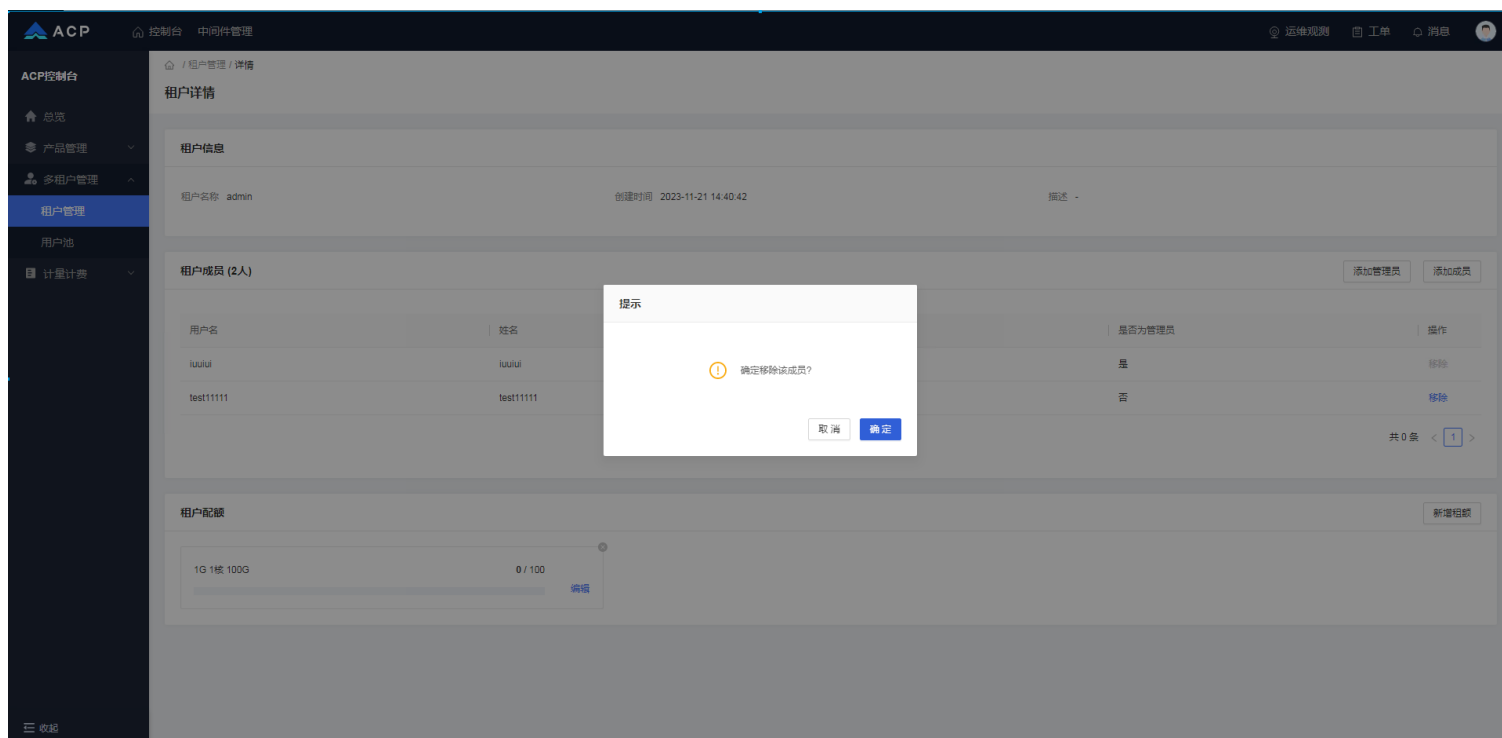 ACP 控制台 中间件管理 运维观测 工单 消息
ACP控制台
总览
产品管理
多租户管理
租户管理
用户池
计量计费
收起
/ 租户管理 / 详情
租户详情
租户信息
租户名称 admin 创建时间 2023-11-21 14:40:42 描述 -
租户成员 (2人) 添加管理员 添加成员
用户名 姓名 是否为管理员 操作
iuuiui iuuiui 是 移除
test11111 test11111 否 移除
共 0 条 < 1 >
提示
确定移除该成员?
取 消 确 定
租户配额 新增租额
1G 1核 100G 0 / 100
编辑